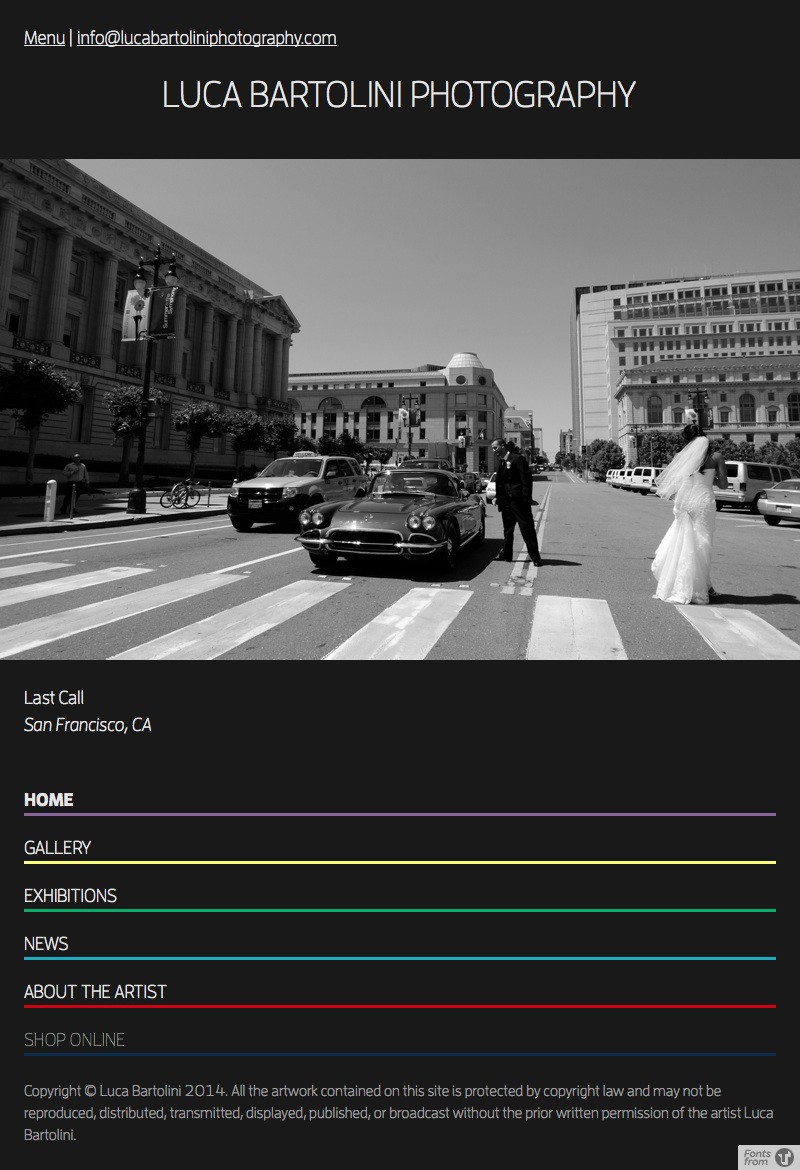 Menu | info@lucabartoliniphotography.com
LUCA BARTOLINI PHOTOGRAPHY
Summer & the Symphony
Last Call
San Francisco, CA
HOME
GALLERY
EXHIBITIONS
NEWS
ABOUT THE ARTIST
SHOP ONLINE
Copyright © Luca Bartolini 2014. All the artwork contained on this site is protected by copyright law and may not be
reproduced, distributed, transmitted, displayed, published, or broadcast without the prior written permission of the artist Luca
Bartolini.
Fonts
from